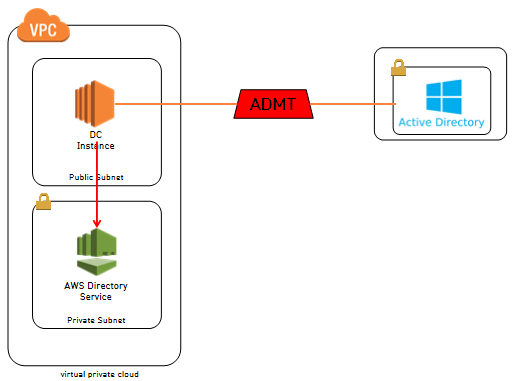 VPC
ADMT
Active Directory
DC
Instance
Public Subnet
AWS Directory
Service
Private Subnet
virtual private cloud